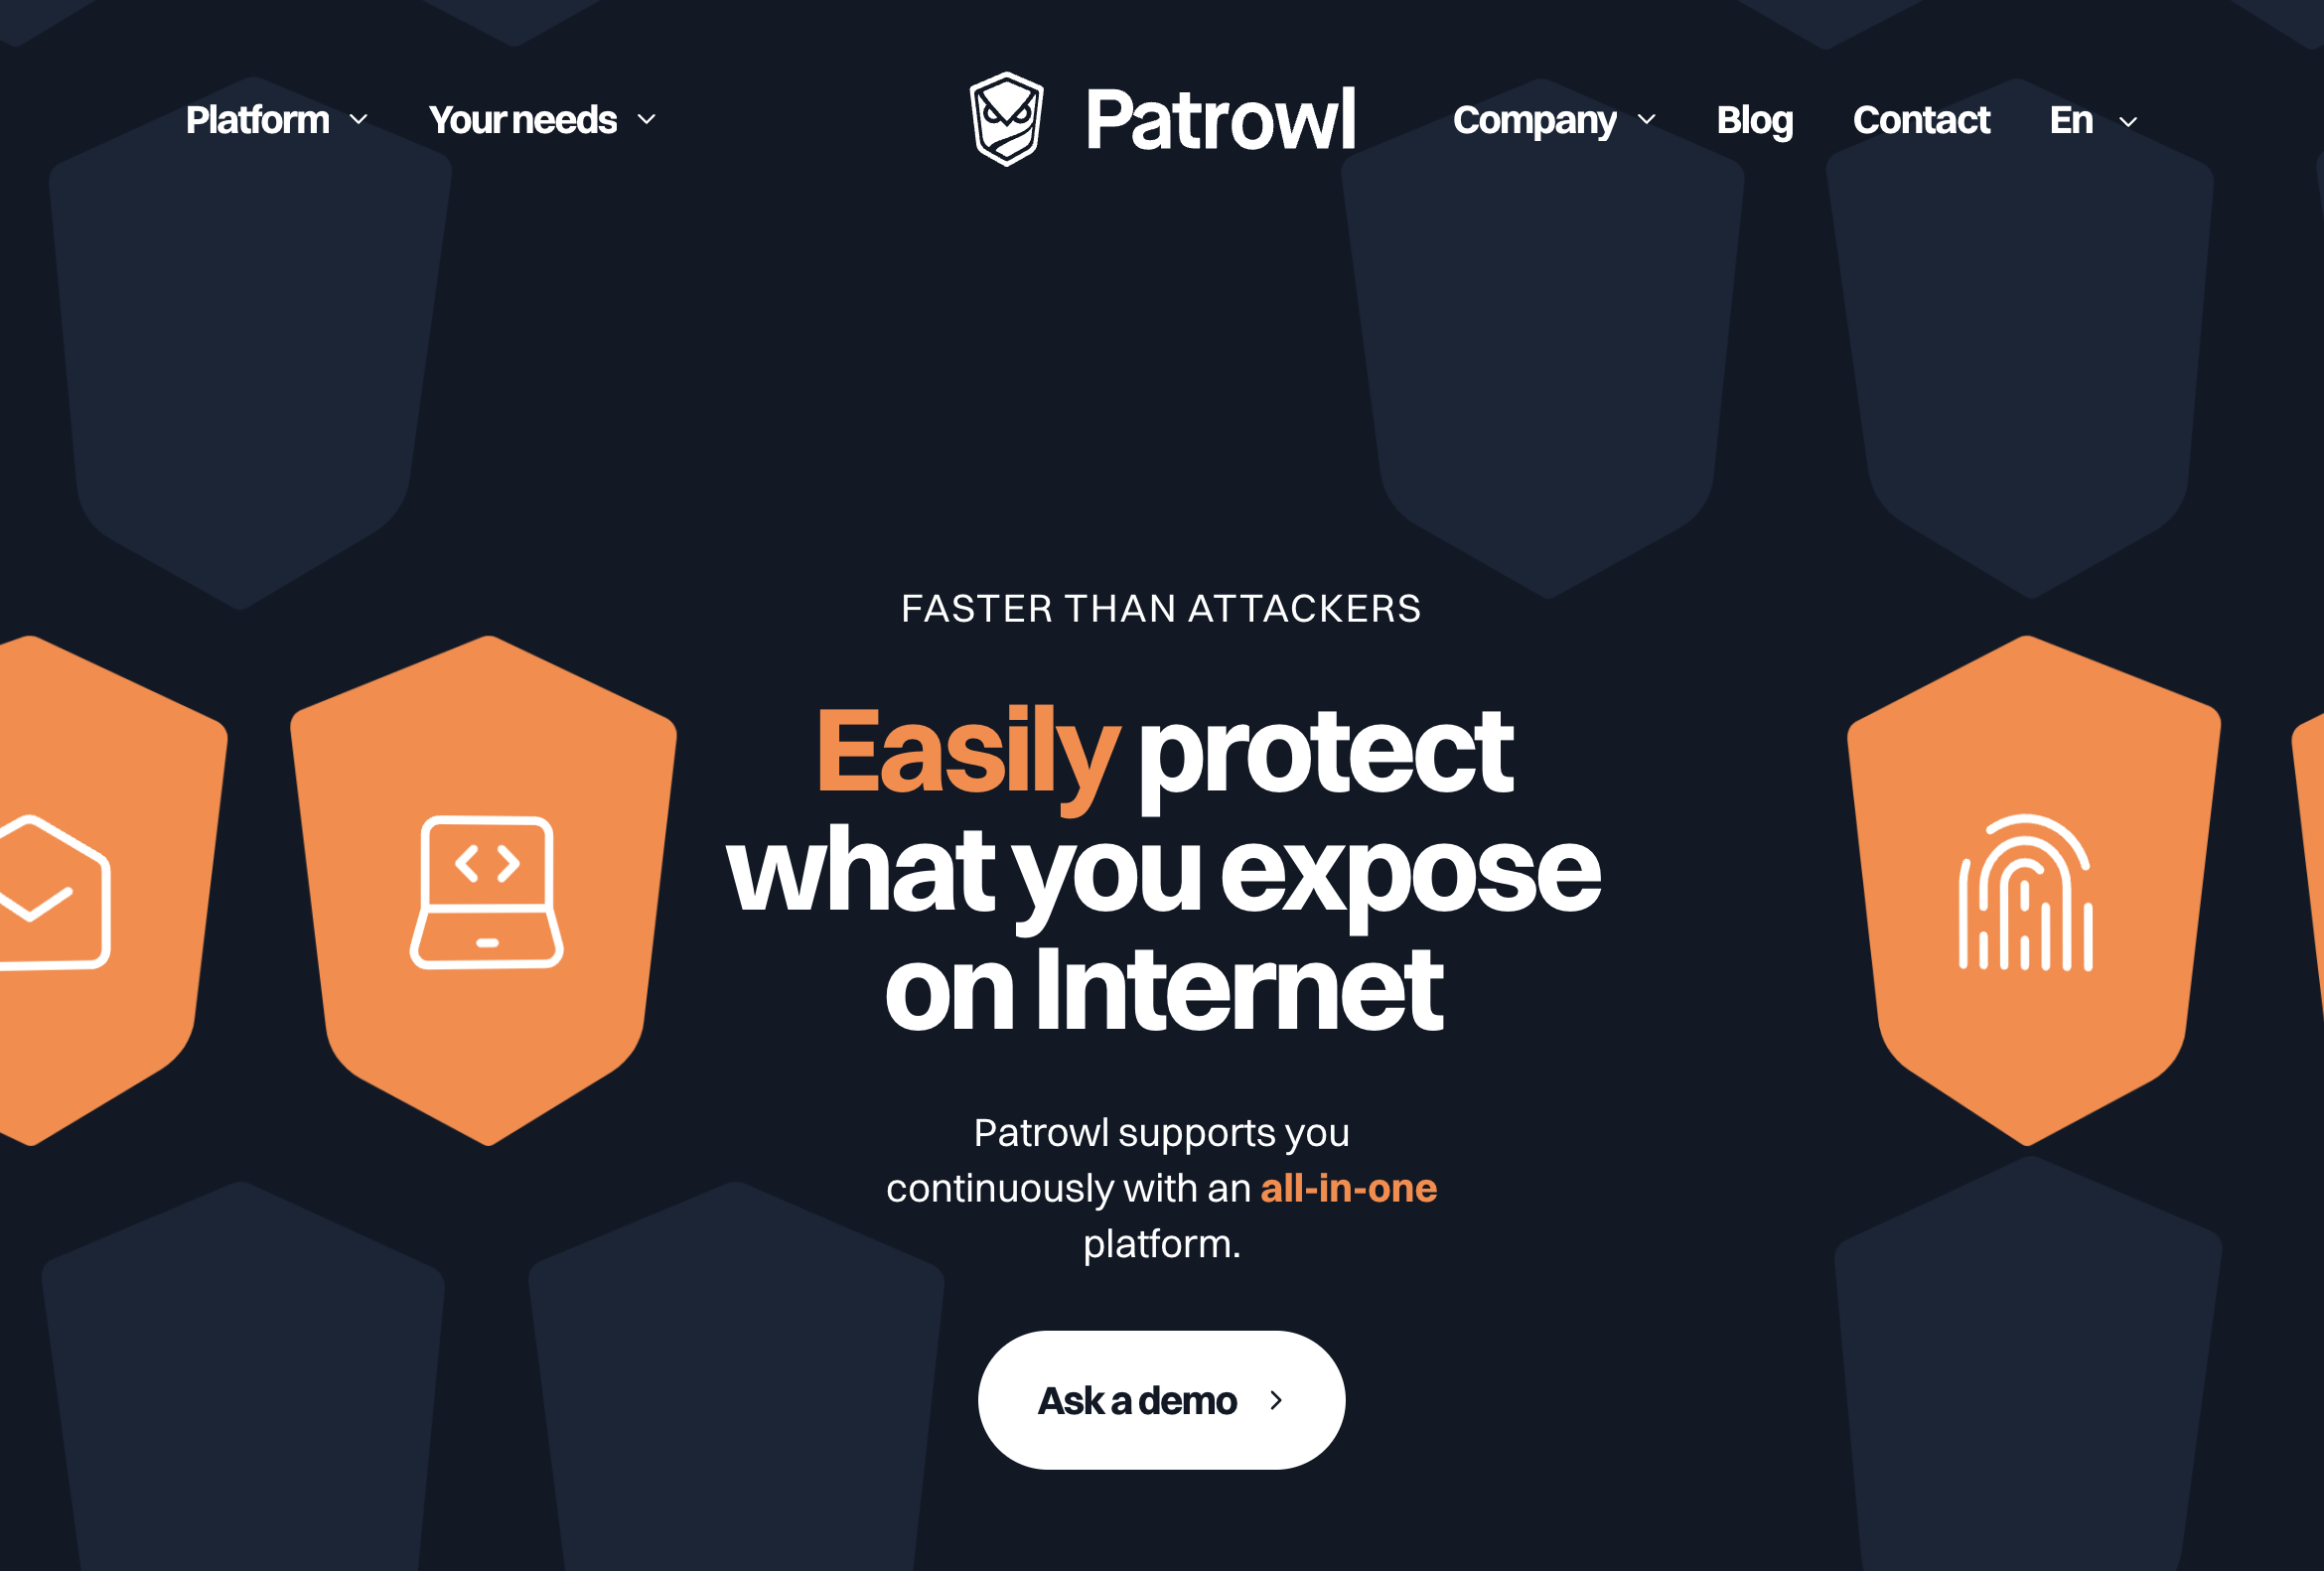 Platform
Your needs
Patrowl
Company
Blog
Contact
En
FASTER THAN ATTACKERS
Easily protect
what you expose
on Internet
Patrowl supports you
continuously with an all-in-one
platform.
Ask a demo